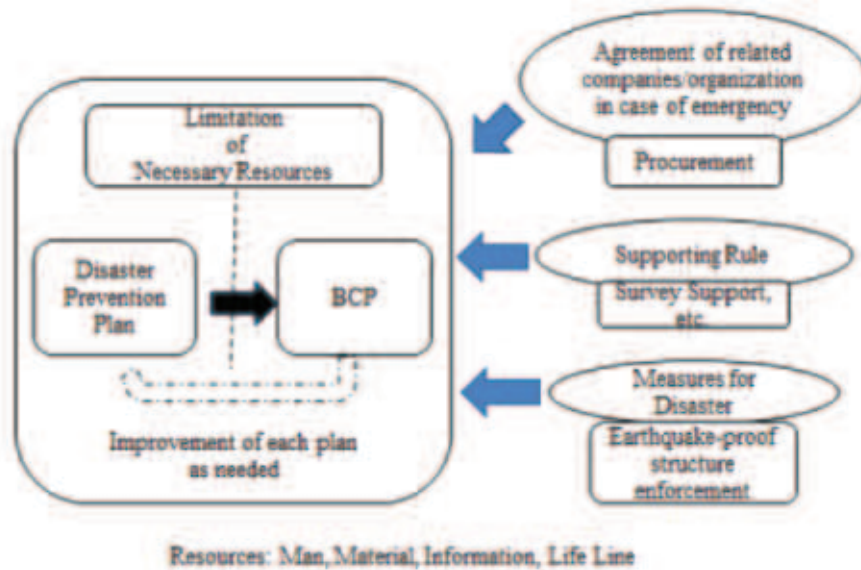 Limitation
of
Necessary Resources
Disaster
Prevention
Plan
BCP
Improvement of each plan
as needed
Agreement of related
companies/organization
in case of emergency
Procurement
Supporting Rule
Survey Support,
etc.
Measures for
Disaster
Earthquake-proof
structure
enforcement
Resources: Man, Material, Information, Life Line